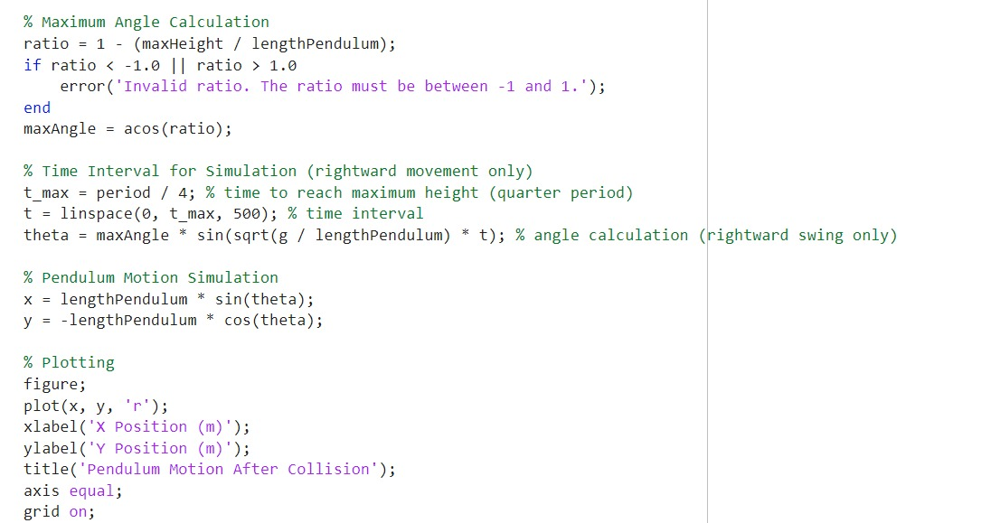 % Maximum Angle Calculation
ratio = 1 - (maxHeight / lengthPendulum);
if ratio < -1.0 || ratio > 1.0
    error('Invalid ratio. The ratio must be between -1 and 1.');
end
maxAngle = acos(ratio);

% Time Interval for Simulation (rightward movement only)
t_max = period / 4; % time to reach maximum height (quarter period)
t = linspace(0, t_max, 500); % time interval
theta = maxAngle * sin(sqrt(g / lengthPendulum) * t); % angle calculation (rightward swing only)

% Pendulum Motion Simulation
x = lengthPendulum * sin(theta);
y = -lengthPendulum * cos(theta);

% Plotting
figure;
plot(x, y, 'r');
xlabel('X Position (m)');
ylabel('Y Position (m)');
title('Pendulum Motion After Collision');
axis equal;
grid on;